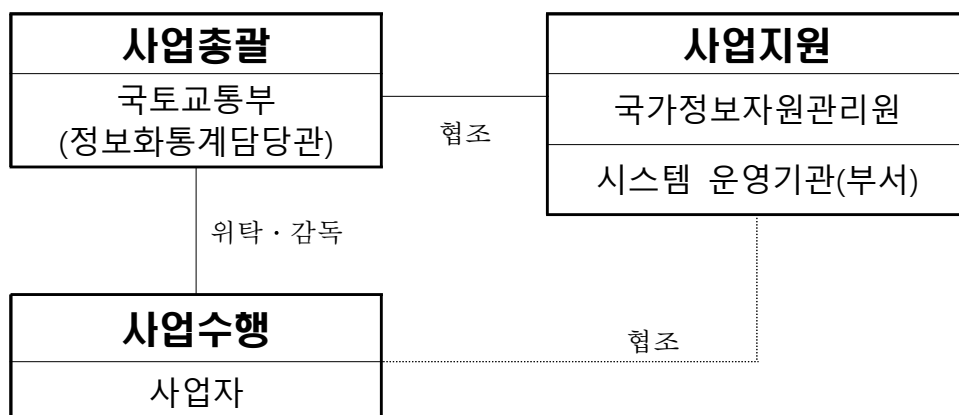 사업총괄
국토교통부
(정보화통계담당관)
협조
사업지원
국가정보자원관리원
시스템 운영기관(부서)
위탁·감독
사업수행
사업자
협조